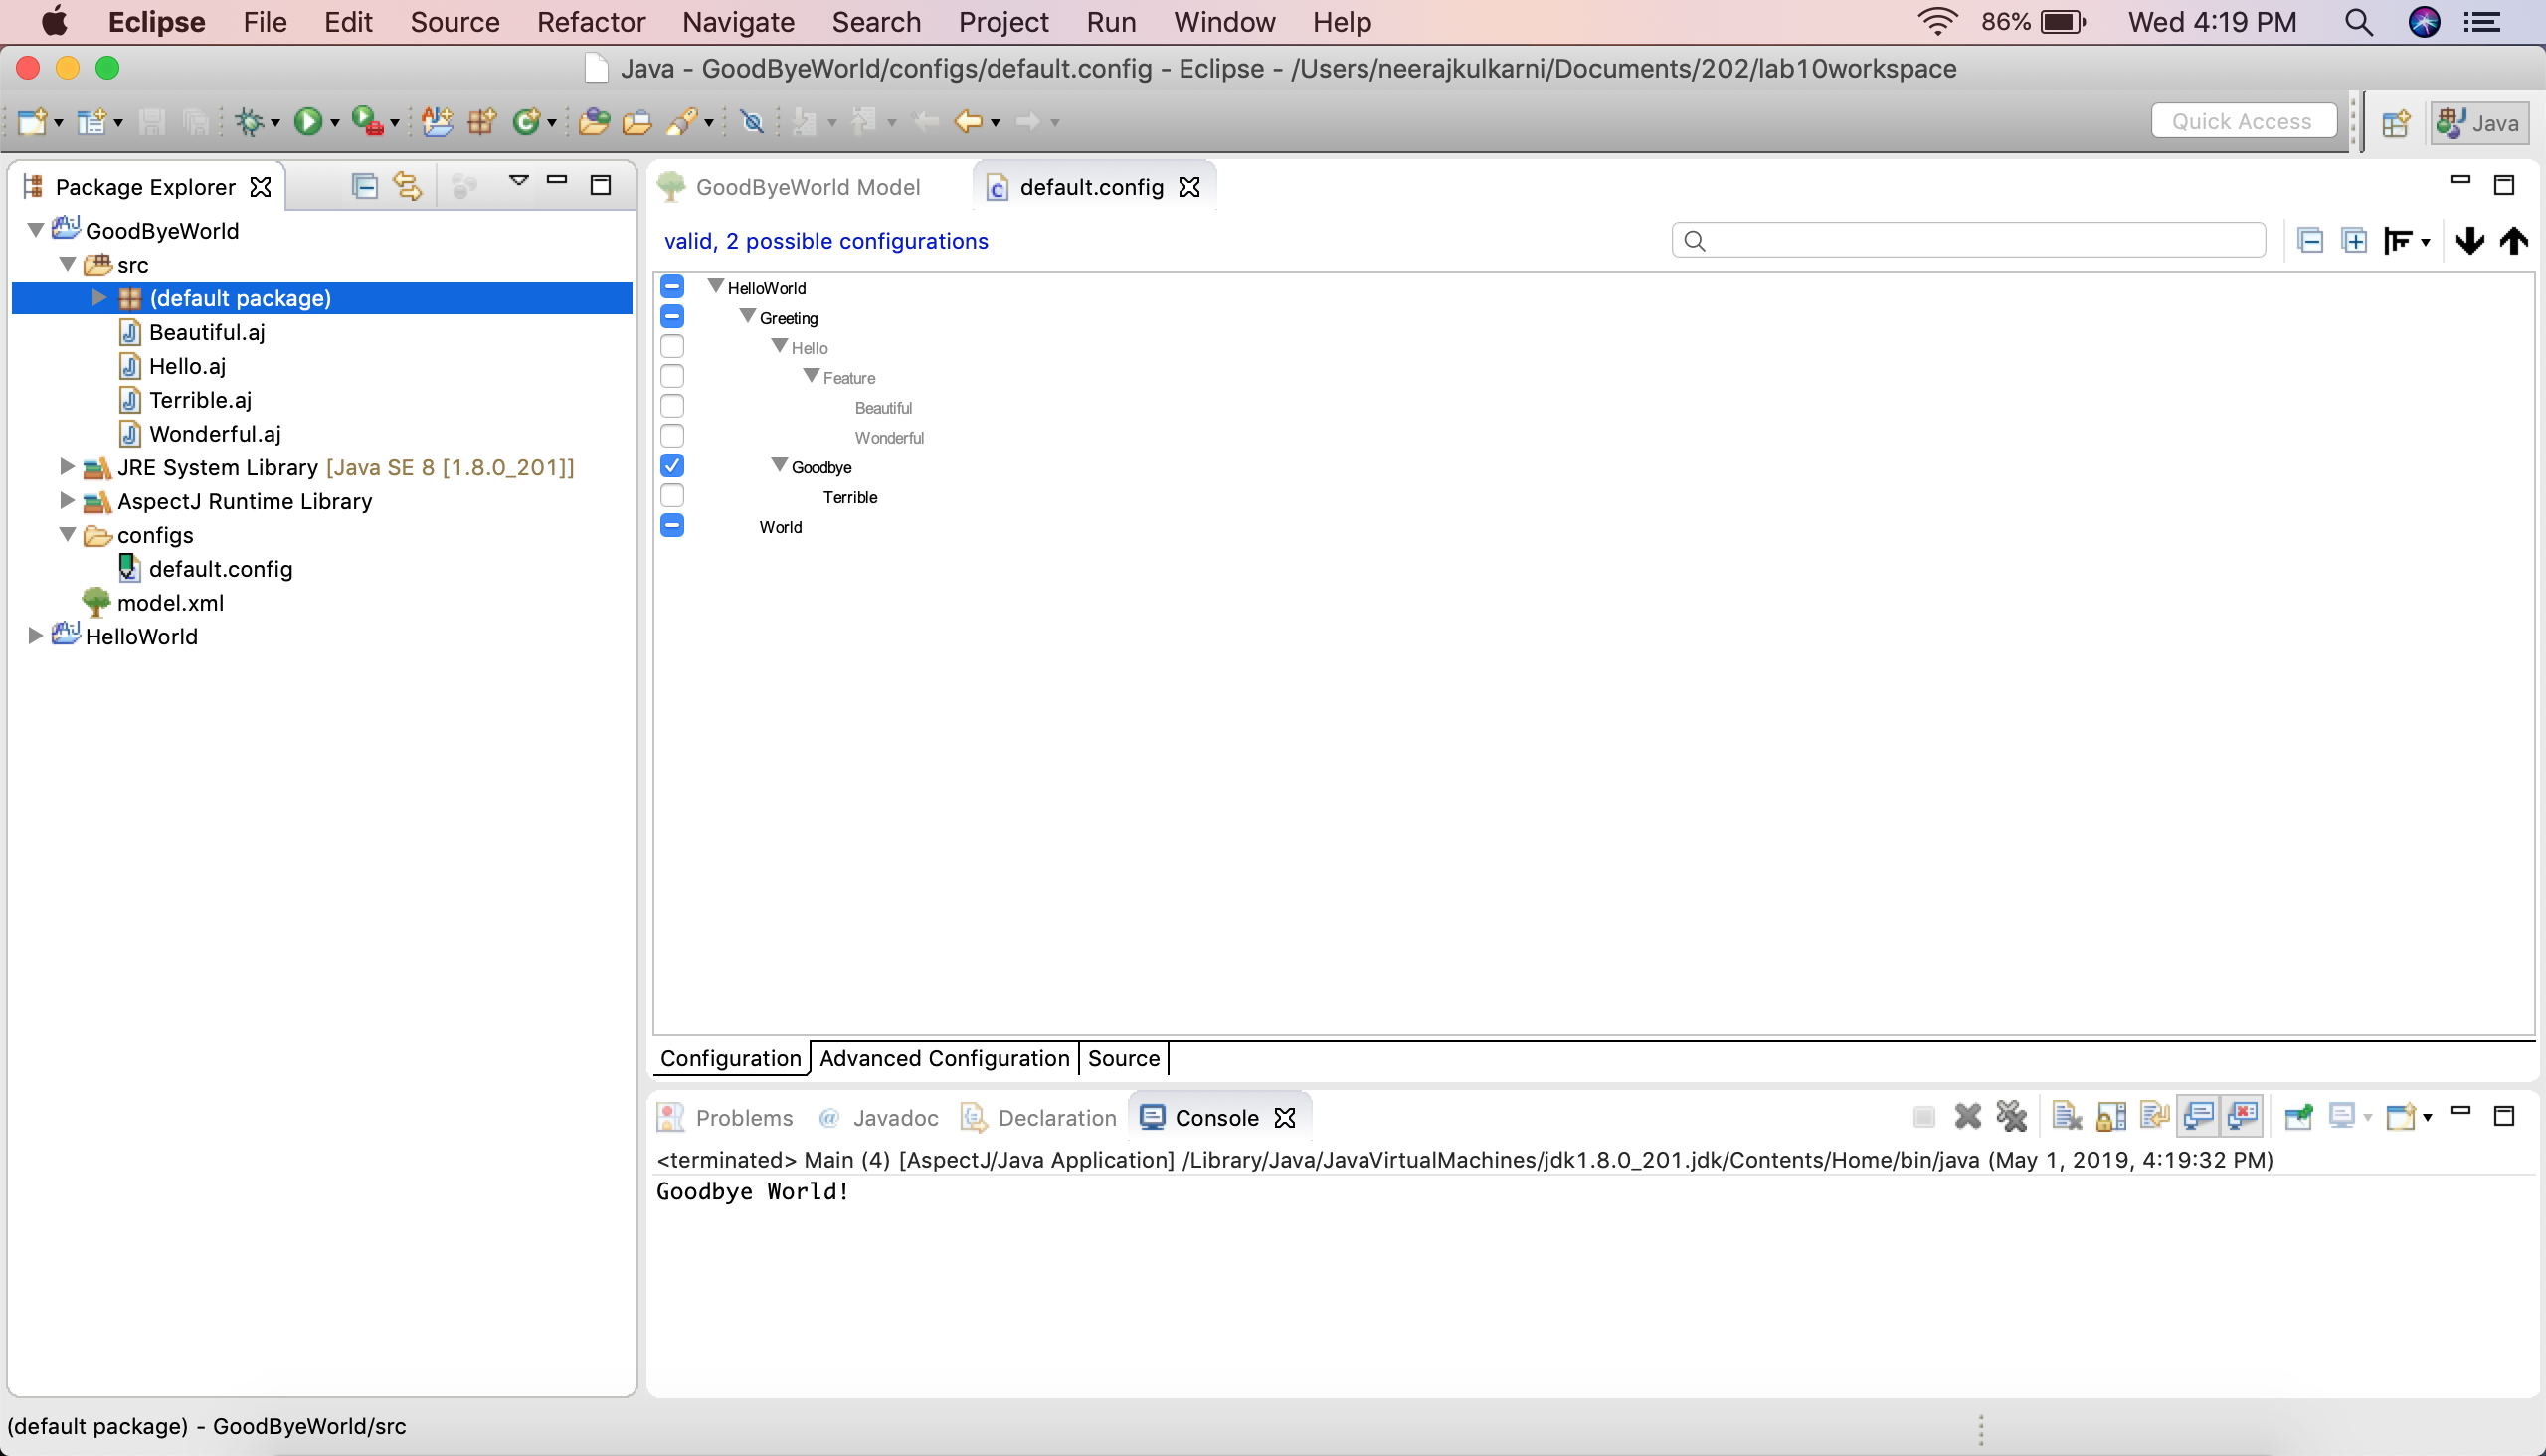 Eclipse File Edit Source Refactor Navigate Search Project Run Window Help 86% Wed 4:19 PM
Java - GoodByeWorld/configs/default.config - Eclipse - /Users/neerajkulkarni/Documents/202/lab10workspace
Quick Access Java
Package Explorer
GoodByeWorld
src
(default package)
Beautiful.aj
Hello.aj
Terrible.aj
Wonderful.aj
JRE System Library [Java SE 8 [1.8.0_201]]
AspectJ Runtime Library
configs
default.config
model.xml
HelloWorld
GoodByeWorld Model default.config
valid, 2 possible configurations
HelloWorld
Greeting
Hello
Feature
Beautiful
Wonderful
Goodbye
Terrible
World
Configuration Advanced Configuration Source
Problems @ Javadoc Declaration Console
<terminated> Main (4) [AspectJ/Java Application] /Library/Java/JavaVirtualMachines/jdk1.8.0_201.jdk/Contents/Home/bin/java (May 1, 2019, 4:19:32 PM)
Goodbye World!
(default package) - GoodByeWorld/src